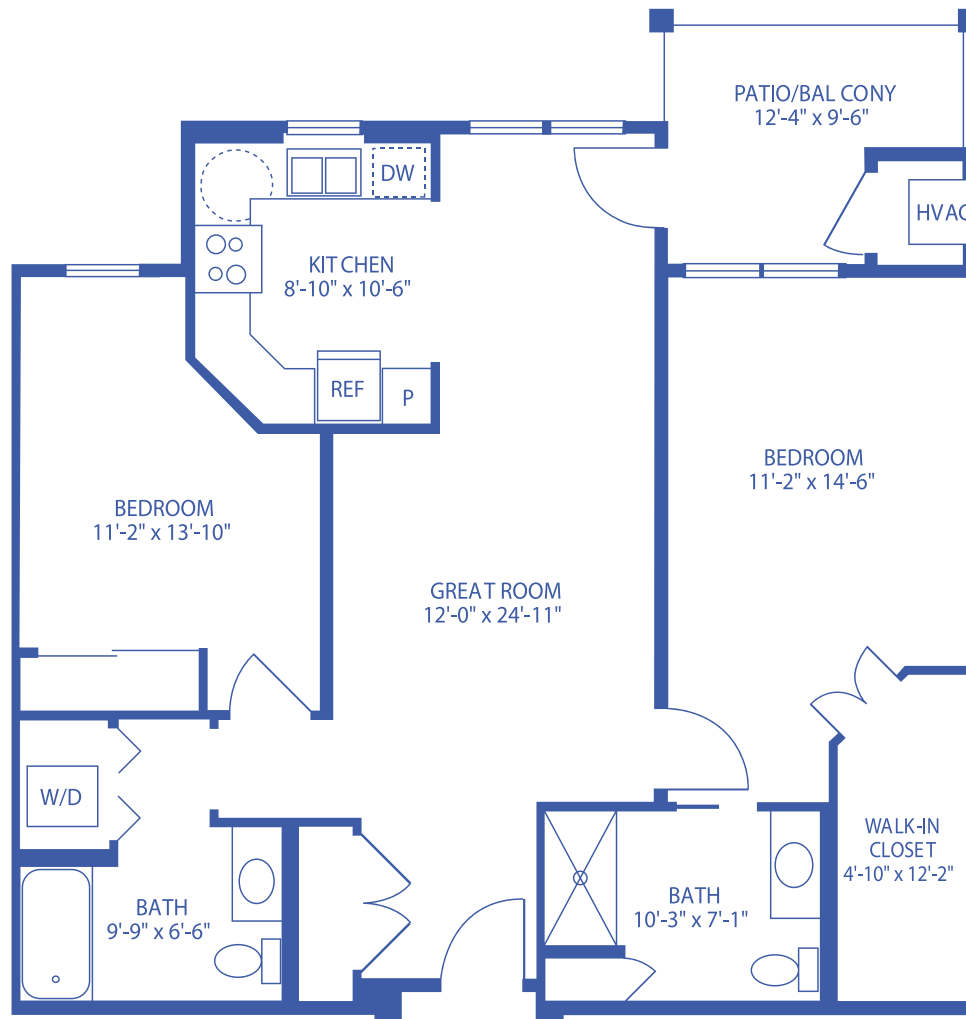 PATIO/BAL CONY
12'-4" x 9'-6"
DW
HVAC
KIT CHEN
8'-10" x 10'-6"
REF
P
BEDROOM
11'-2" x 14'-6"
BEDROOM
11'-2" x 13'-10"
GREAT ROOM
12'-0" x 24'-11"
W/D
WALK-IN
CLOSET
4'-10" x 12'-2"
BATH
9'-9" x 6'-6"
BATH
10'-3" x 7'-1"